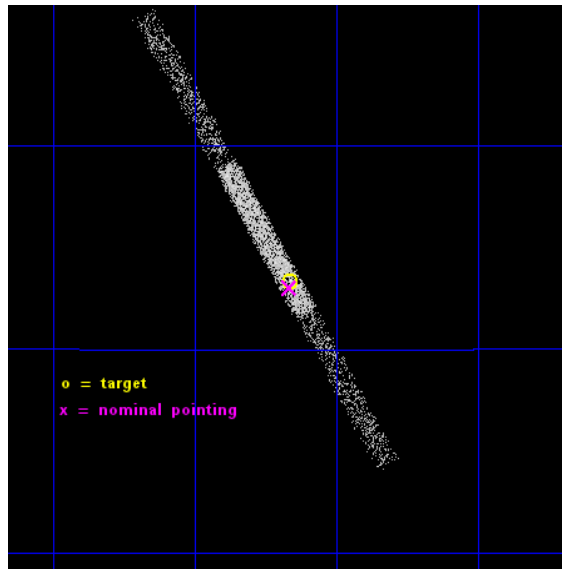 o = target
x = nominal pointing